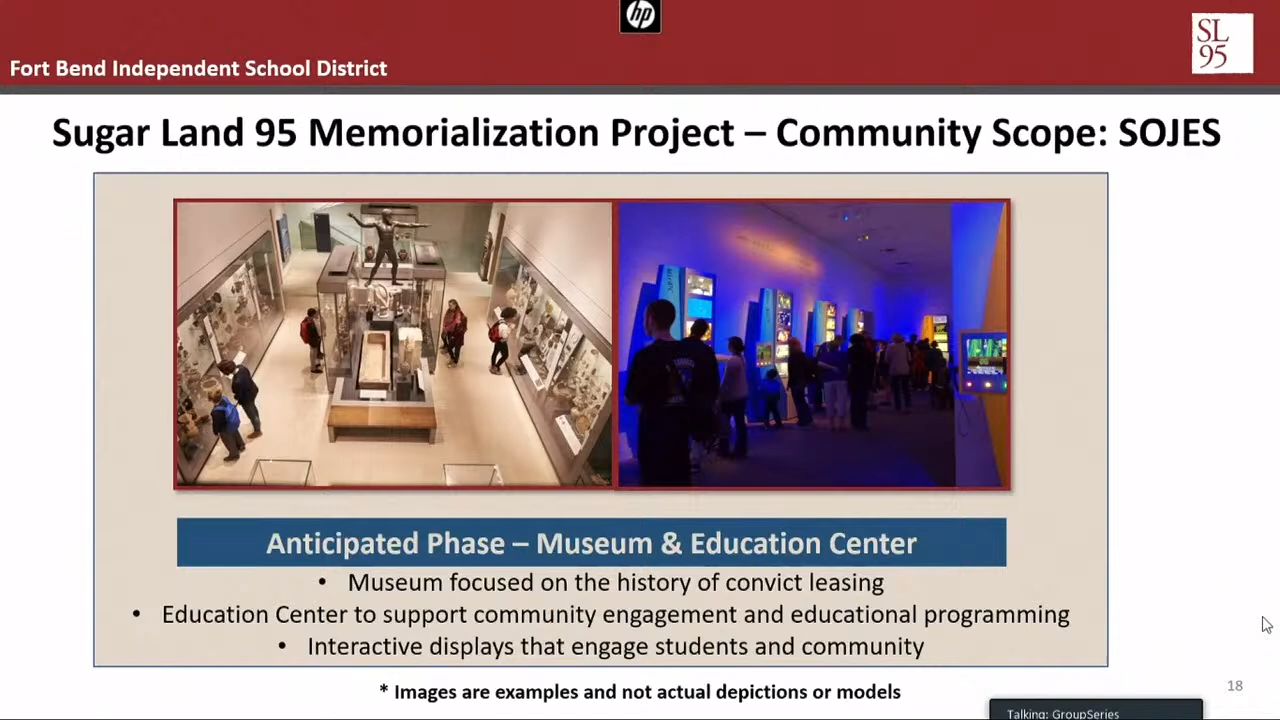 hp
SL
95
Fort Bend Independent School District
Sugar Land 95 Memorialization Project – Community Scope: SOJES
Anticipated Phase – Museum & Education Center
• Museum focused on the history of convict leasing
• Education Center to support community engagement and educational programming
• Interactive displays that engage students and community
* Images are examples and not actual depictions or models
18
Talking: GroupSeries